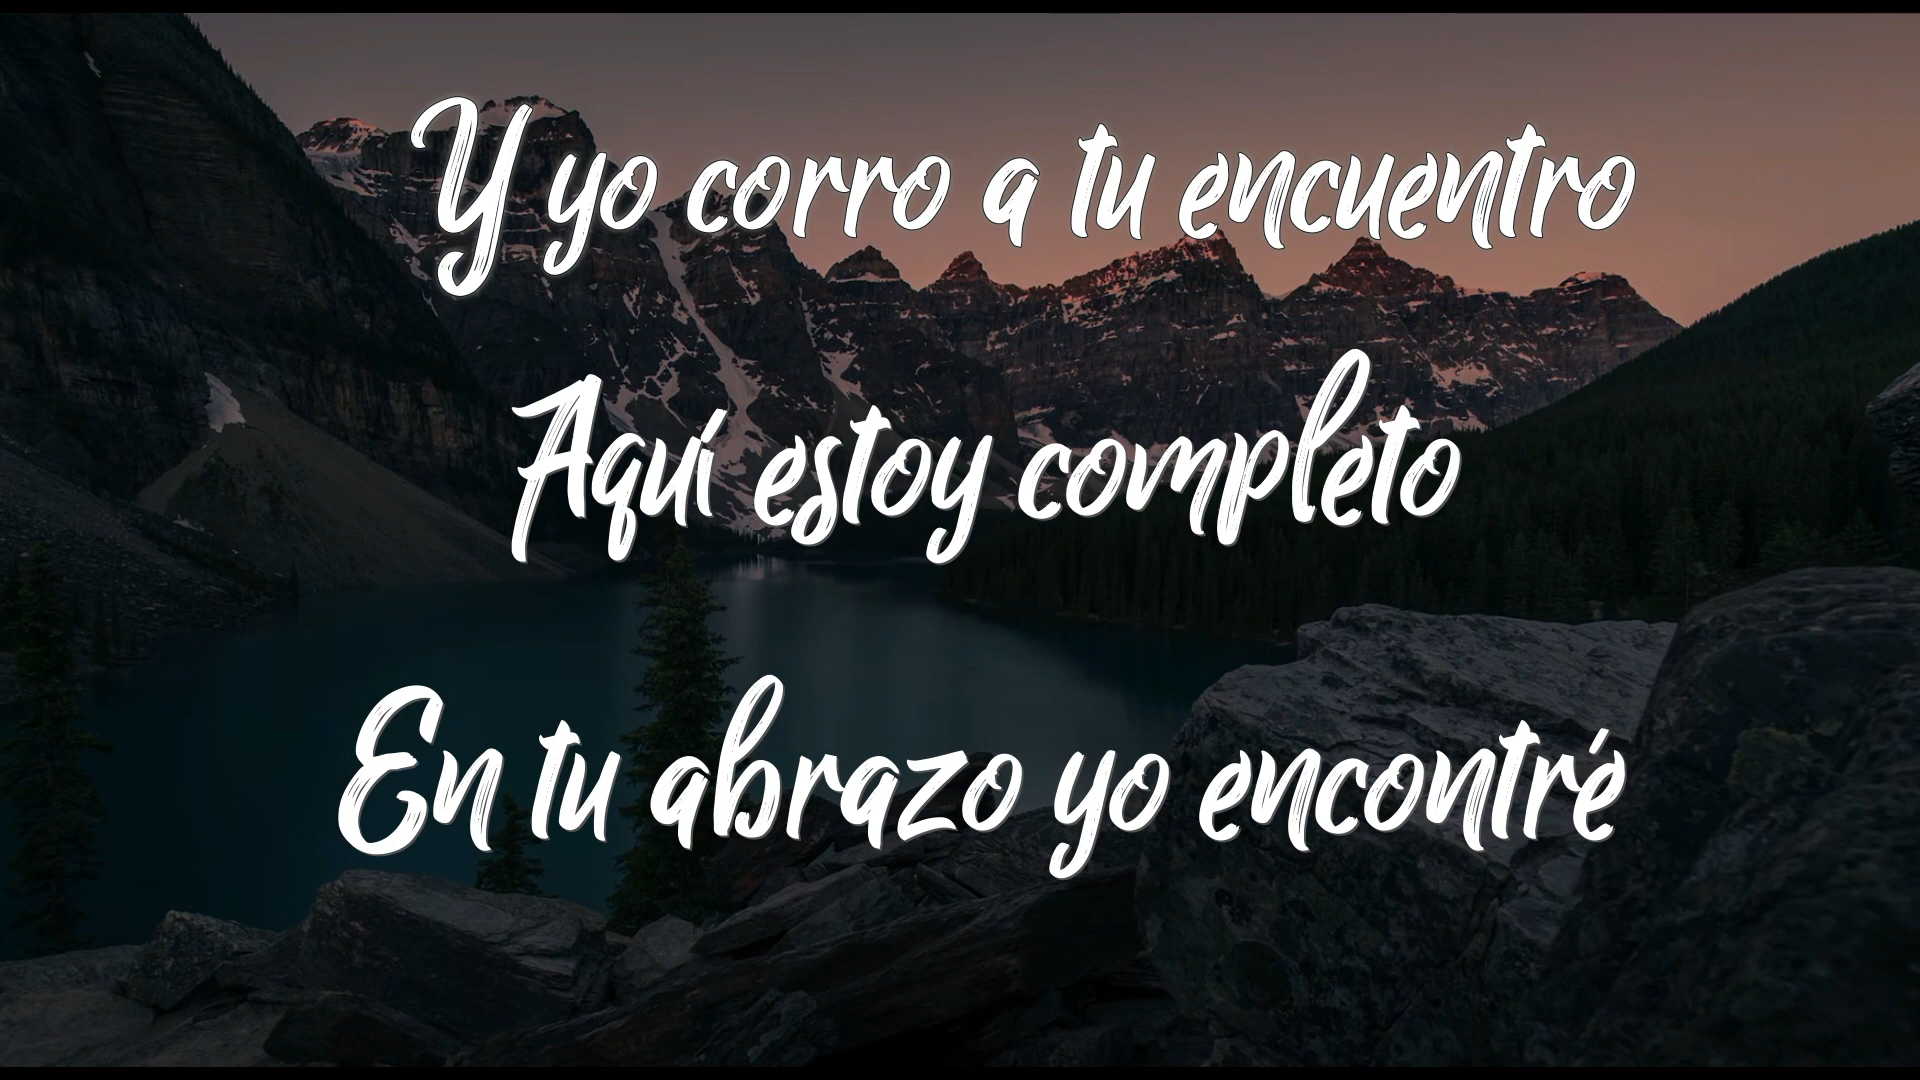 Y yo corro a tu encuentro
Aquí estoy completo
En tu abrazo yo encontré